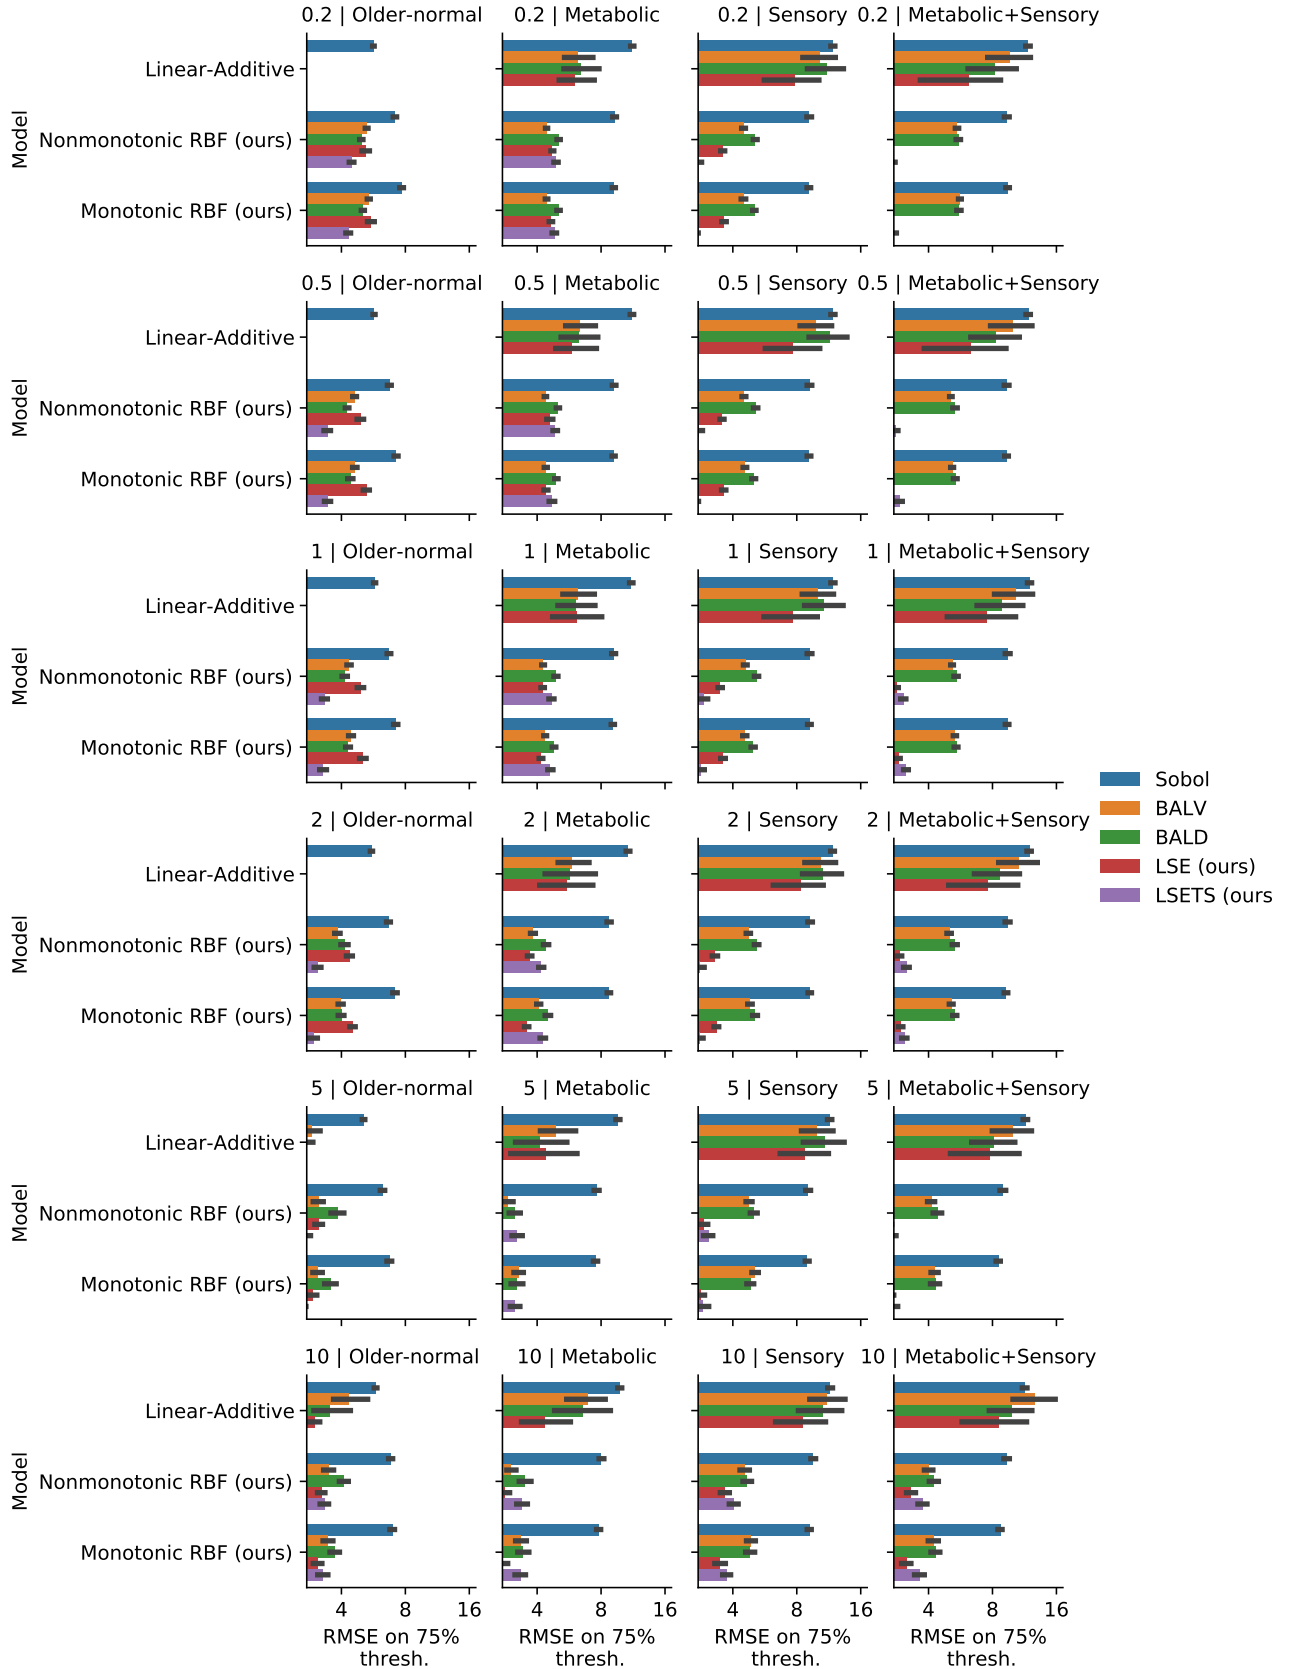 0.2 | Older-normal
0.2 | Metabolic
0.2 | Sensory
0.2 | Metabolic+Sensory
Model
Linear-Additive
Nonmonotonic RBF (ours)
Monotonic RBF (ours)
0.5 | Older-normal
0.5 | Metabolic
0.5 | Sensory
0.5 | Metabolic+Sensory
Model
Linear-Additive
Nonmonotonic RBF (ours)
Monotonic RBF (ours)
1 | Older-normal
1 | Metabolic
1 | Sensory
1 | Metabolic+Sensory
Model
Linear-Additive
Nonmonotonic RBF (ours)
Monotonic RBF (ours)
Sobol
BALV
BALD
LSE (ours)
LSETS (ours
2 | Older-normal
2 | Metabolic
2 | Sensory
2 | Metabolic+Sensory
Model
Linear-Additive
Nonmonotonic RBF (ours)
Monotonic RBF (ours)
5 | Older-normal
5 | Metabolic
5 | Sensory
5 | Metabolic+Sensory
Model
Linear-Additive
Nonmonotonic RBF (ours)
Monotonic RBF (ours)
10 | Older-normal
10 | Metabolic
10 | Sensory
10 | Metabolic+Sensory
Model
Linear-Additive
Nonmonotonic RBF (ours)
Monotonic RBF (ours)
4 8 16
RMSE on 75%
thresh.
4 8 16
RMSE on 75%
thresh.
4 8 16
RMSE on 75%
thresh.
4 8 16
RMSE on 75%
thresh.